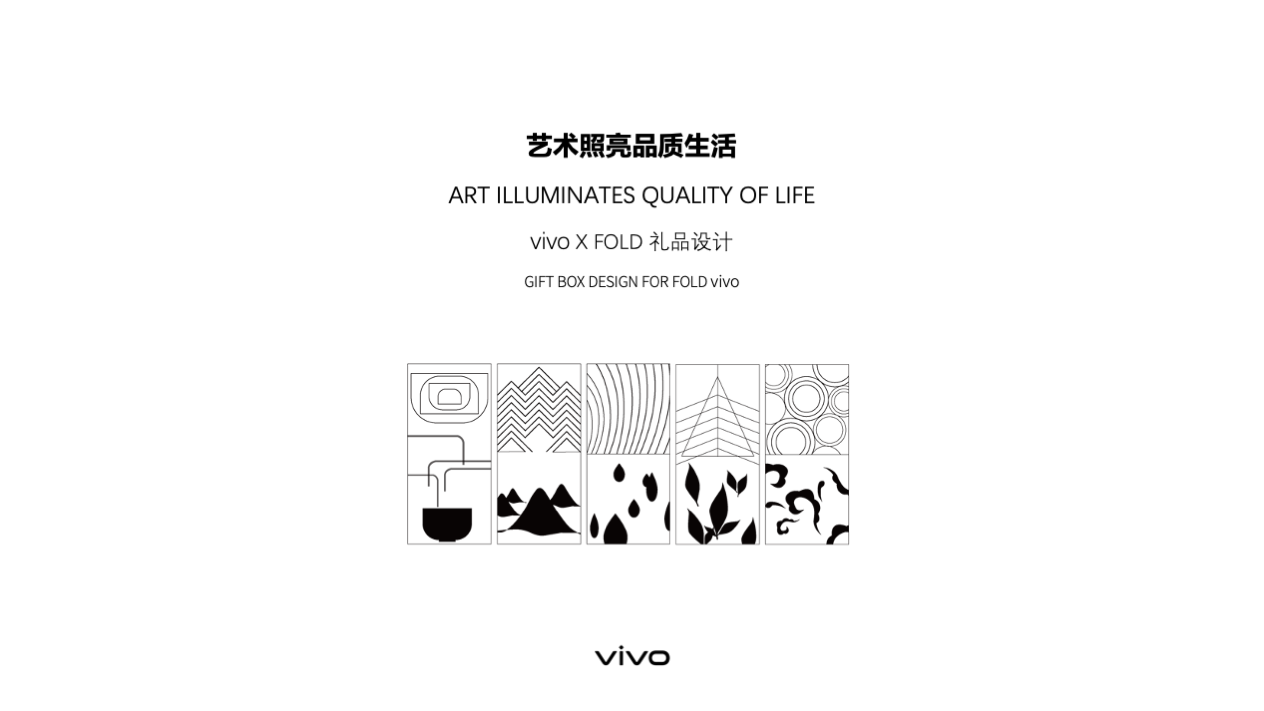 艺术照亮品质生活
ART ILLUMINATES QUALITY OF LIFE
vivo X FOLD 礼品设计
GIFT BOX DESIGN FOR FOLD vivo
vivo